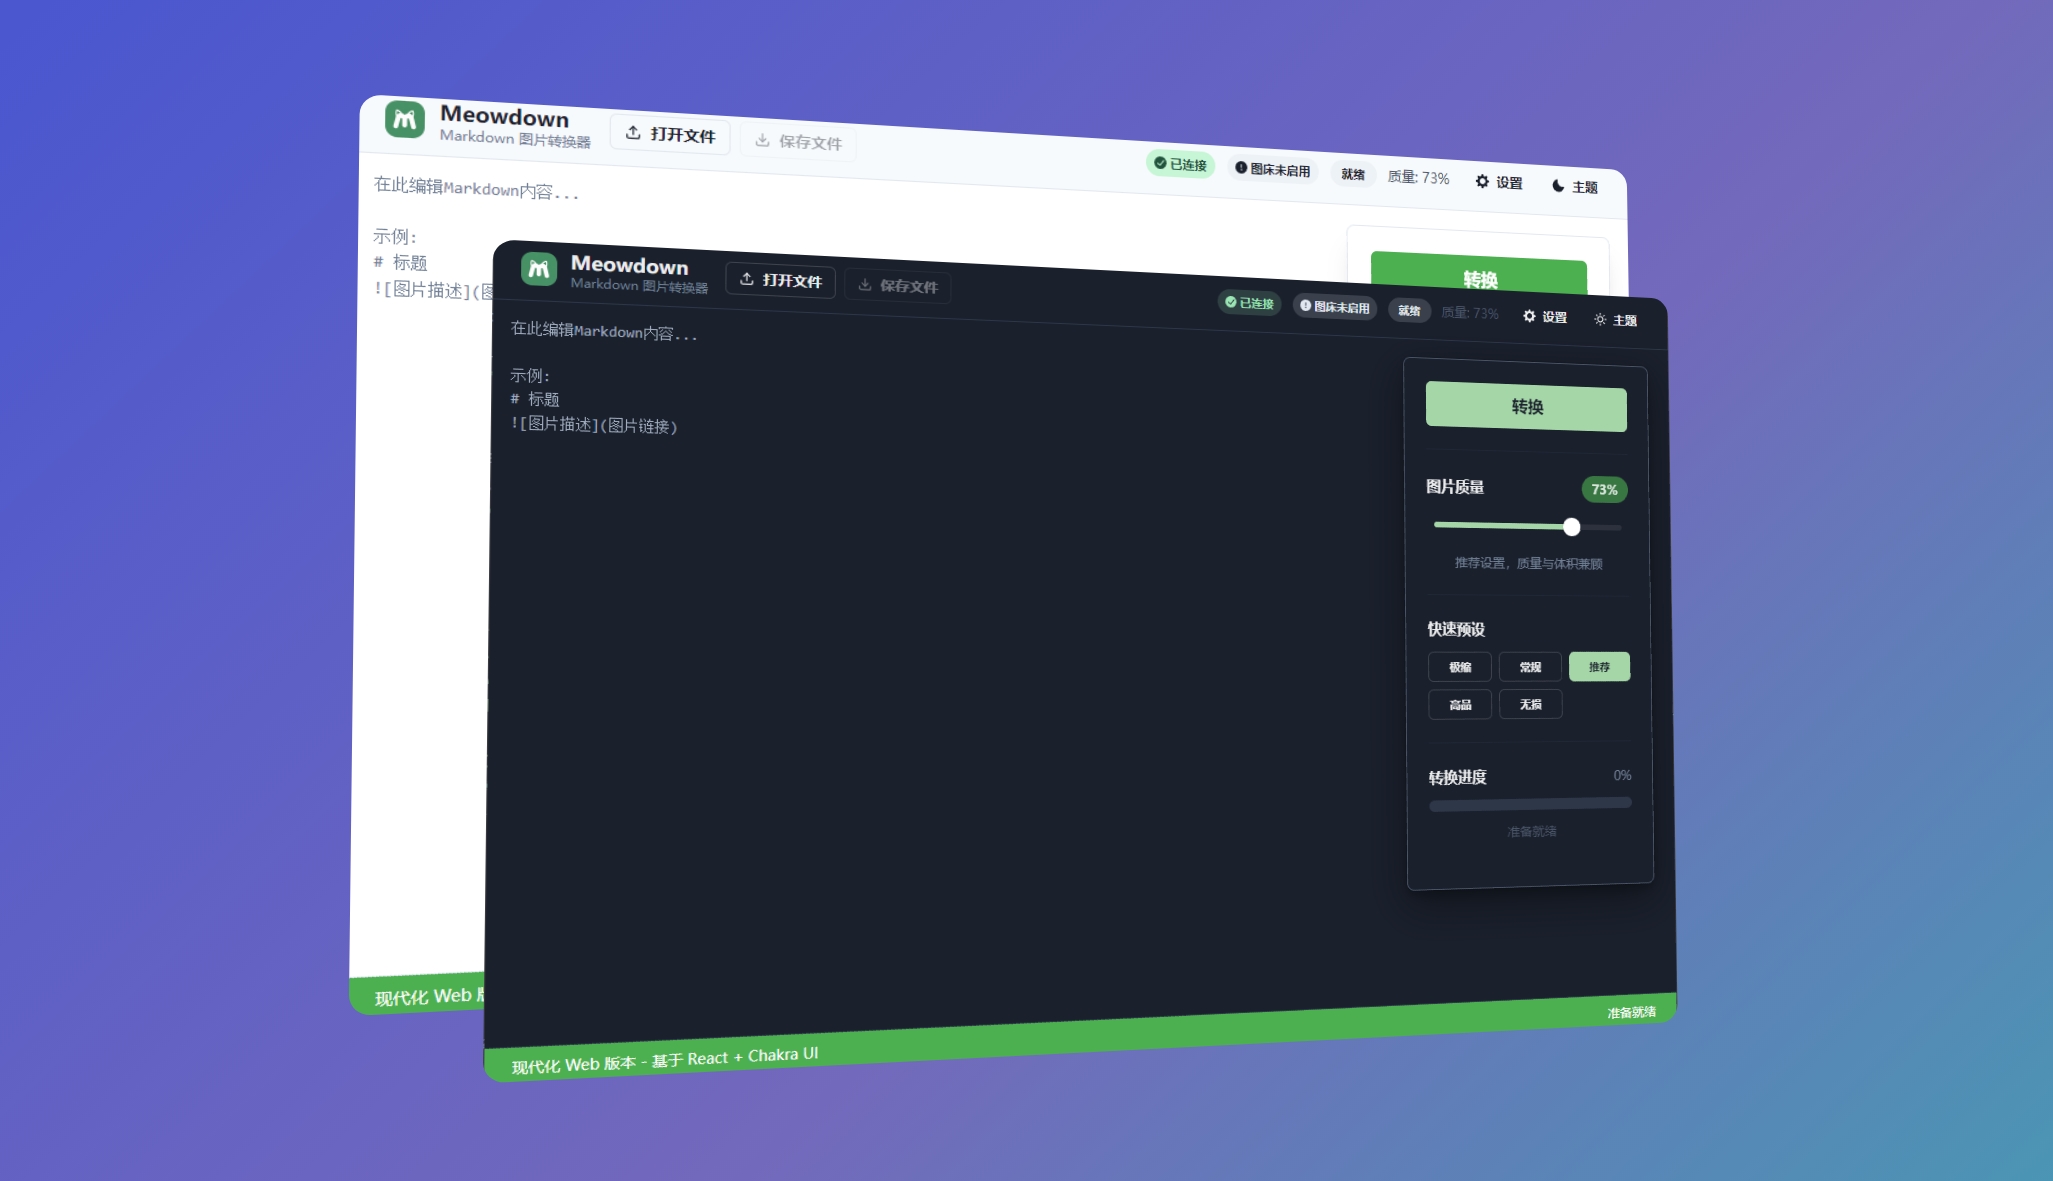 Meowdown
Markdown 图片转换器
打开文件
保存文件
已连接
图床未启用
就绪
质量: 73%
设置
主题
在此编辑Markdown内容...
示例:
# 标题
![图片描述](图
转换
现代化 Web 版
Meowdown
Markdown 图片转换器
打开文件
保存文件
已连接
图床未启用
就绪
质量: 73%
设置
主题
在此编辑Markdown内容...
示例:
# 标题
![图片描述](图片链接)
转换
图片质量
73%
推荐设置，质量与体积兼顾
快速预设
极缩
常规
推荐
高品
无损
转换进度
0%
准备就绪
现代化 Web 版本 - 基于 React + Chakra UI
准备就绪